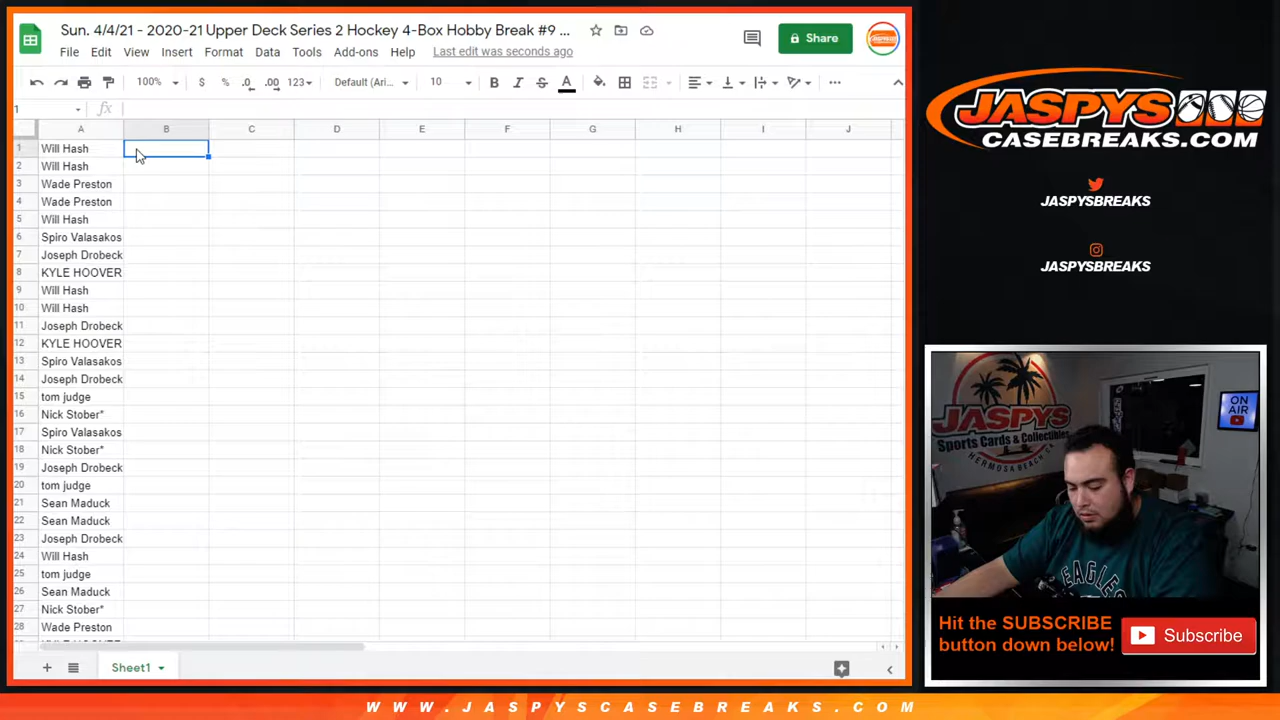 Sun. 4/4/21 - 2020-21 Upper Deck Series 2 Hockey 4-Box Hobby Break #9 ...
Share
File Edit View Insert Format Data Tools Add-ons Help Last edit was seconds ago
100% $ % .0 .00 123 Default (Ari... 10 B I S A ...
1 fx
A B C D E F G H I J
1 Will Hash
2 Will Hash
3 Wade Preston
4 Wade Preston
5 Will Hash
6 Spiro Valasakos
7 Joseph Drobeck
8 KYLE HOOVER
9 Will Hash
10 Will Hash
11 Joseph Drobeck
12 KYLE HOOVER
13 Spiro Valasakos
14 Joseph Drobeck
15 tom judge
16 Nick Stober*
17 Spiro Valasakos
18 Nick Stober*
19 Joseph Drobeck
20 tom judge
21 Sean Maduck
22 Sean Maduck
23 Joseph Drobeck
24 Will Hash
25 tom judge
26 Sean Maduck
27 Nick Stober*
28 Wade Preston
Sheet1
JASPYS
CASEBREAKS.COM
JASPYSBREAKS
JASPYSBREAKS
JASPYS
Sports Cards & Collectibles
HERMOSA BEACH CA
ON
AIR
EAGLES
Hit the SUBSCRIBE
button down below!
Subscribe
WWW.JASPYSCASEBREAKS.COM